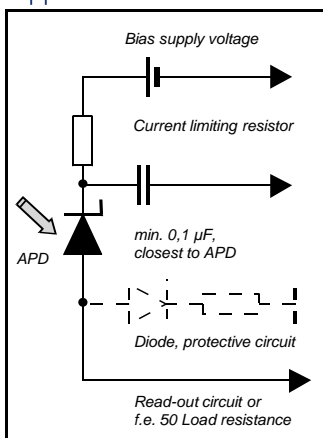 Bias supply voltage
Current limiting resistor
min. 0,1 µF,
closest to APD
APD
Diode, protective circuit
Read-out circuit or
f.e. 50 Load resistance